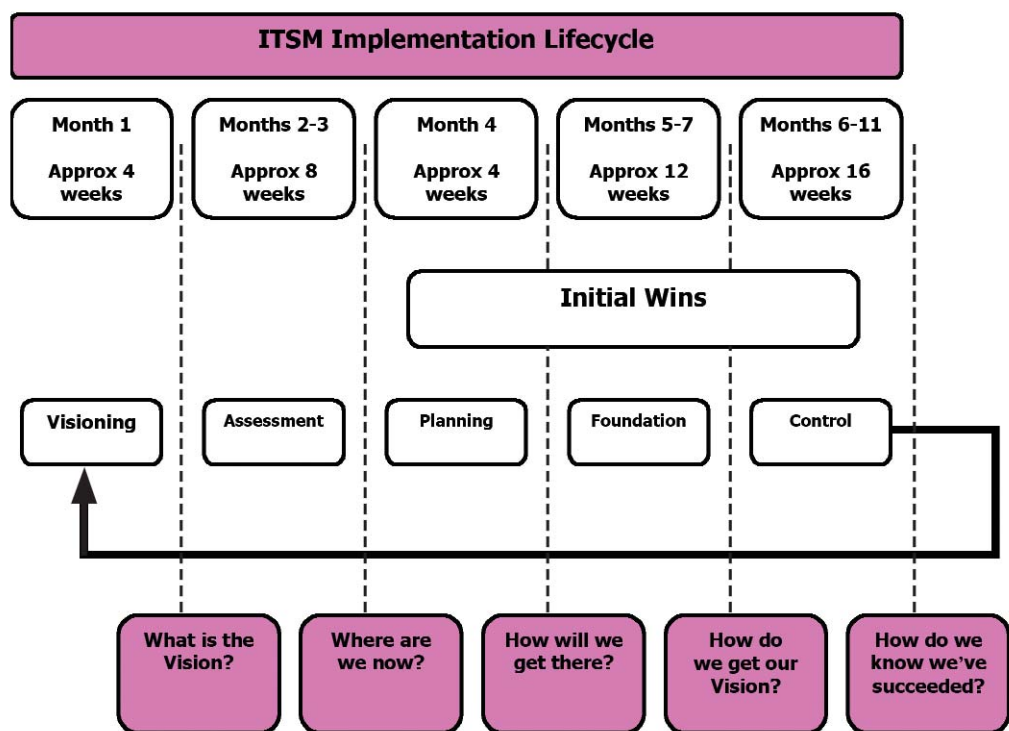 ITSM Implementation Lifecycle
Month 1
Approx 4
weeks
Months 2-3
Approx 8
weeks
Month 4
Approx 4
weeks
Months 5-7
Approx 12
weeks
Months 6-11
Approx 16
weeks
Initial Wins
Visioning
Assessment
Planning
Foundation
Control
What is the
Vision?
Where are
we now?
How will we
get there?
How do
we get our
Vision?
How do we
know we've
succeeded?